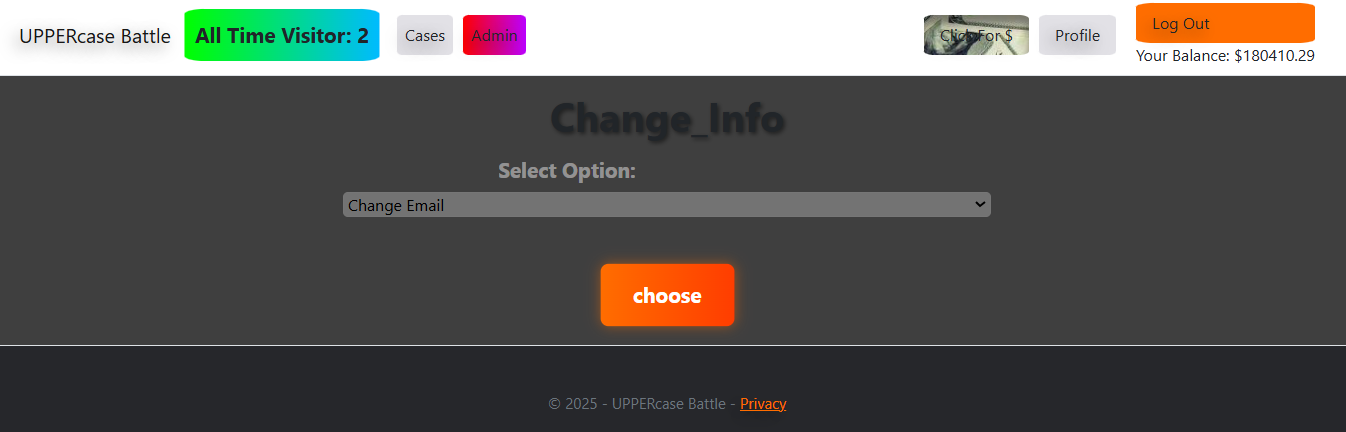 UPPERcase Battle All Time Visitor: 2 Cases Admin Click For $ Profile Log Out
Your Balance: $180410.29
Change_Info
Select Option:
Change Email
choose
© 2025 - UPPERcase Battle - Privacy